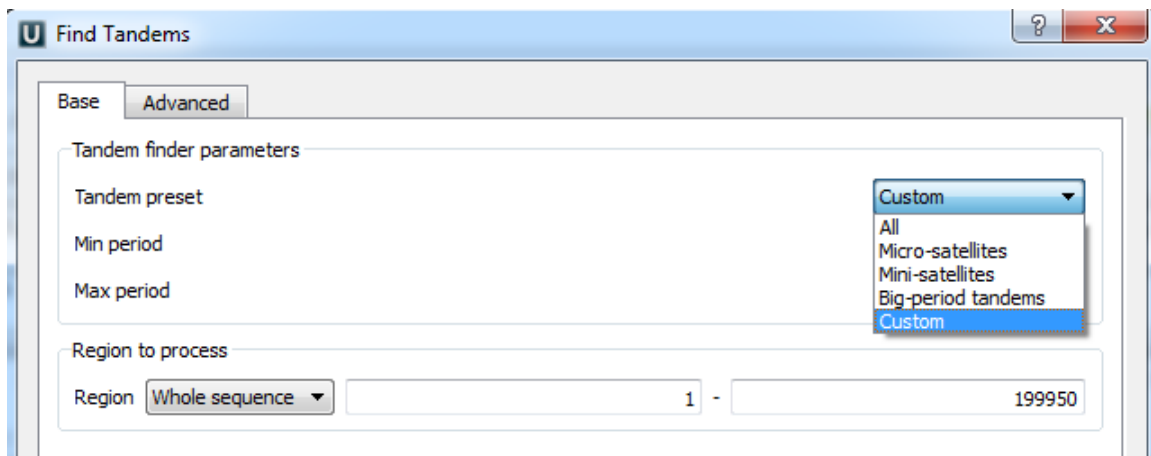 U Find Tandems ? X
Base Advanced
Tandem finder parameters
Tandem preset Custom
All
Min period
Micro-satellites
Mini-satellites
Max period
Big-period tandems
Custom
Region to process
Region Whole sequence 1 - 199950